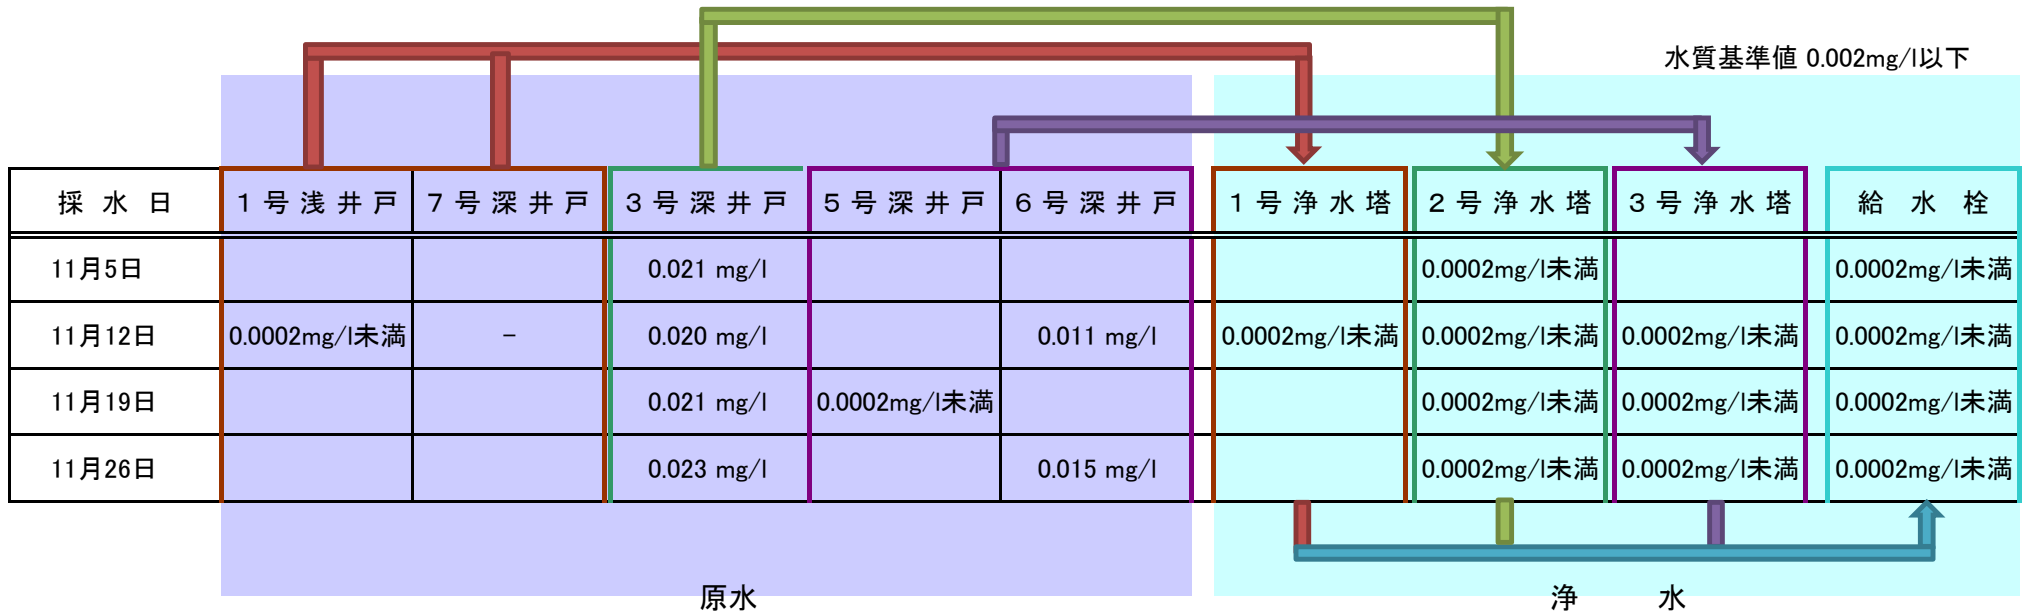 水質基準値 0.002mg/l以下
採水日 1号浅井戸 7号深井戸 3号深井戸 5号深井戸 6号深井戸 1号浄水塔 2号浄水塔 3号浄水塔 給水栓
11月5日 0.021 mg/l 0.0002mg/l未満 0.0002mg/l未満
11月12日 0.0002mg/l未満 － 0.020 mg/l 0.011 mg/l 0.0002mg/l未満 0.0002mg/l未満 0.0002mg/l未満 0.0002mg/l未満
11月19日 0.021 mg/l 0.0002mg/l未満 0.0002mg/l未満 0.0002mg/l未満 0.0002mg/l未満
11月26日 0.023 mg/l 0.015 mg/l 0.0002mg/l未満 0.0002mg/l未満 0.0002mg/l未満
原水 浄水